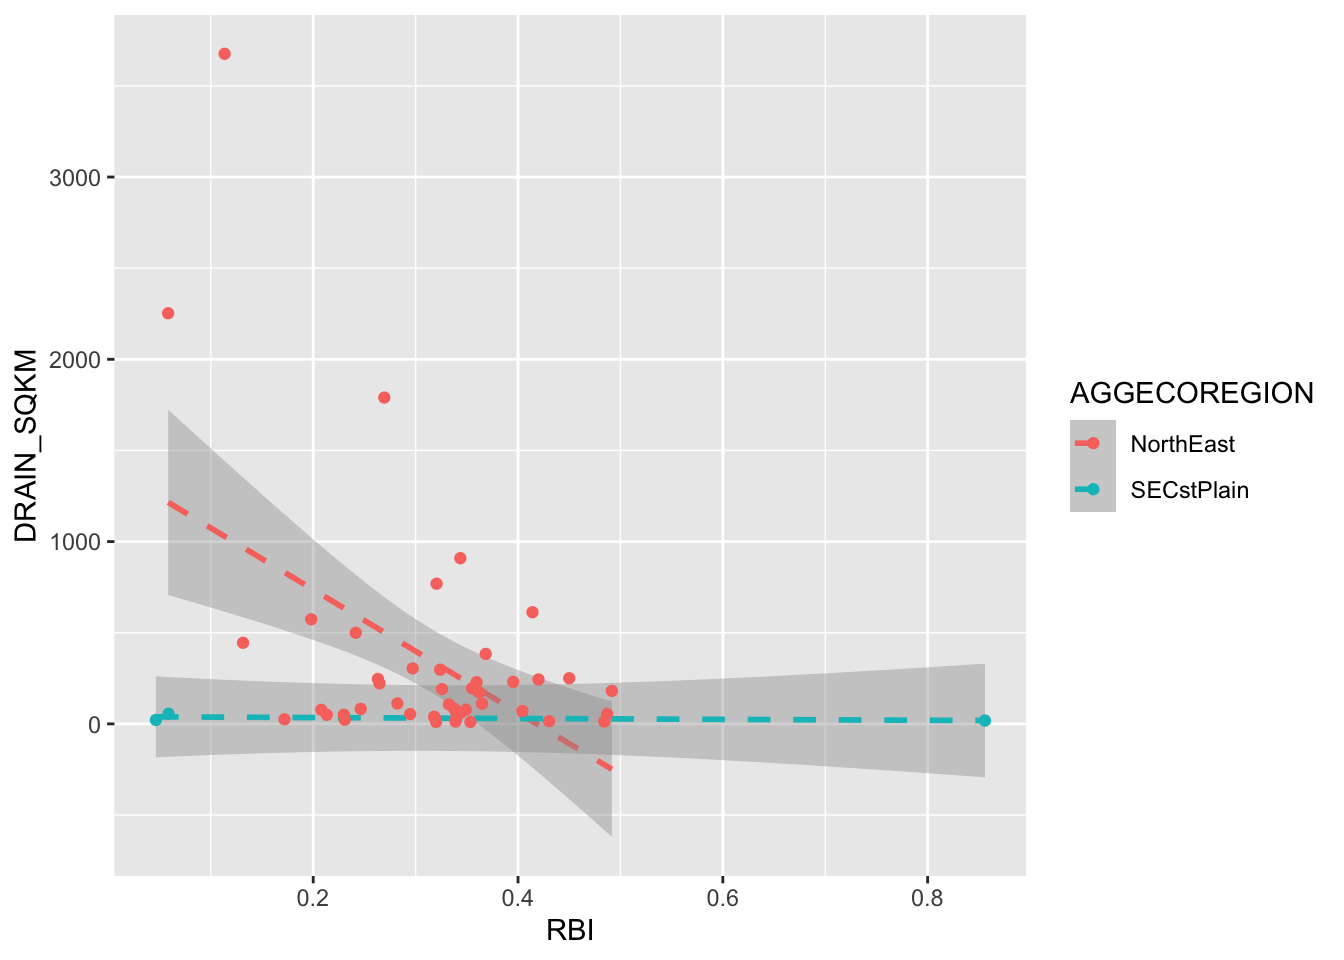 3000
2000
1000
0
DRAIN_SQKM
0.2 0.4 0.6 0.8
RBI
AGGECOREGION
NorthEast
SECstPlain